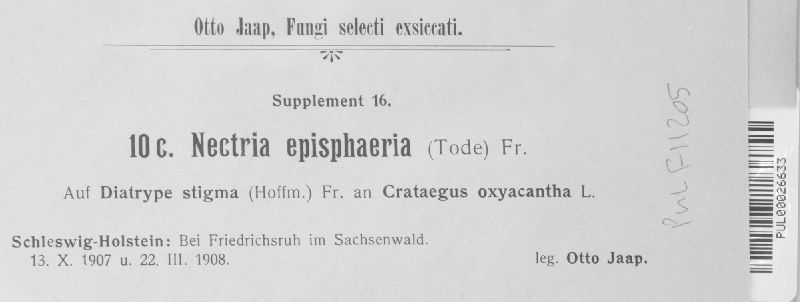 Otto Jaap, Fungi selecti exsiccati.
Supplement 16.
10 c. Nectria episphaeria (Tode) Fr.
Auf Diatrype stigma (Hoffm.) Fr. an Crataegus oxyacantha L.
Schleswig-Holstein: Bei Friedrichsruh im Sachsenwald.
13. X. 1907 u. 22. III. 1908.
leg. Otto Jaap.
PUL F11205
PUL00026633